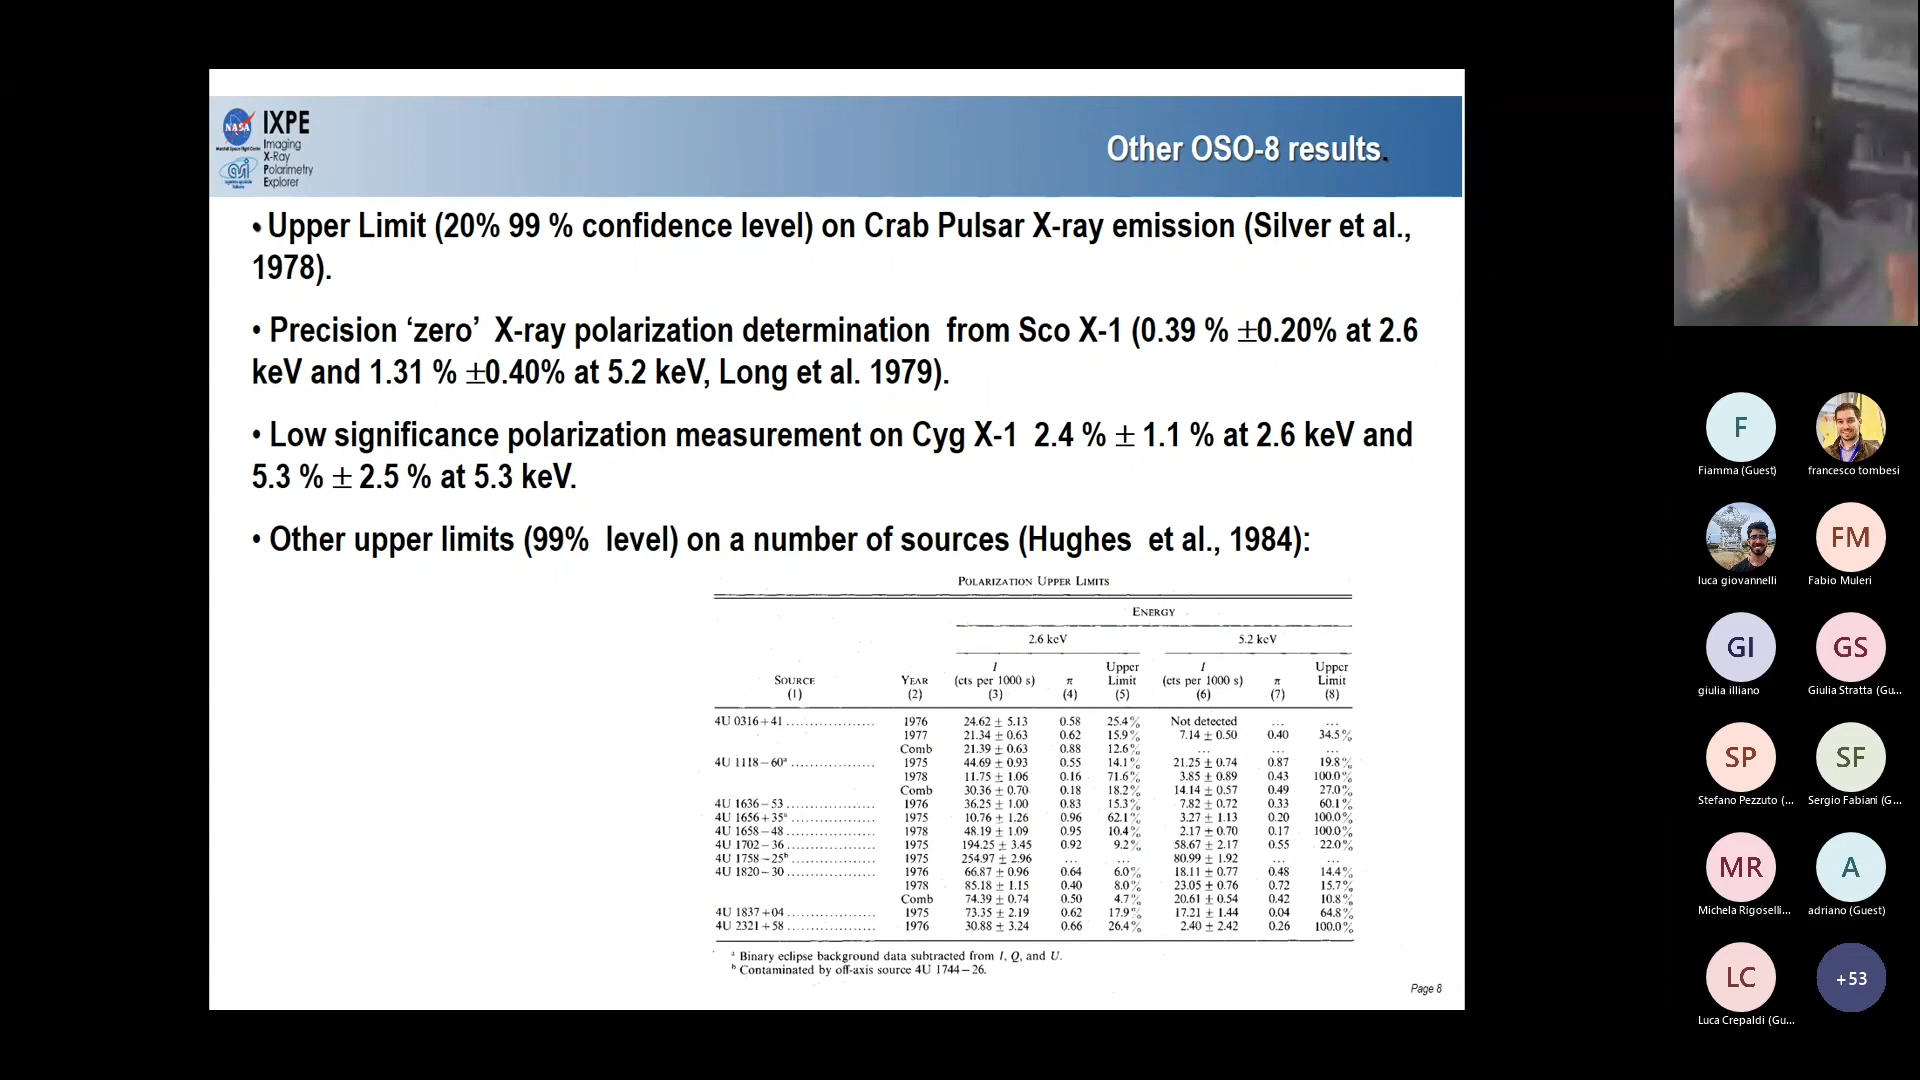 NASA
IXPE
Imaging
X-Ray
Polarimetry
Explorer
asi
Other OSO-8 results.
• Upper Limit (20% 99 % confidence level) on Crab Pulsar X-ray emission (Silver et al.,
1978).
• Precision ‘zero’ X-ray polarization determination from Sco X-1 (0.39 % ±0.20% at 2.6
keV and 1.31 % ±0.40% at 5.2 keV, Long et al. 1979).
• Low significance polarization measurement on Cyg X-1 2.4 % ± 1.1 % at 2.6 keV and
5.3 % ± 2.5 % at 5.3 keV.
• Other upper limits (99% level) on a number of sources (Hughes et al., 1984):
POLARIZATION UPPER LIMITS
ENERGY
2.6 keV 5.2 keV
I Upper I Upper
SOURCE YEAR (cts per 1000 s) π Limit (cts per 1000 s) π Limit
(1) (2) (3) (4) (5) (6) (7) (8)
4U 0316+41 .................. 1976 24.62 ± 5.13 0.58 25.4% Not detected ... ...
1977 21.34 ± 0.63 0.62 15.9% 7.14 ± 0.50 0.40 34.5%
Comb 21.39 ± 0.63 0.88 12.6% ... ... ...
4U 1118−60ᵃ ................. 1975 44.69 ± 0.93 0.55 14.1% 21.25 ± 0.74 0.87 19.8%
1978 11.75 ± 1.06 0.16 71.6% 3.85 ± 0.89 0.43 100.0%
Comb 30.36 ± 0.70 0.18 18.2% 14.14 ± 0.57 0.49 27.0%
4U 1636−53 .................. 1976 36.25 ± 1.00 0.83 15.3% 7.82 ± 0.72 0.33 60.1%
4U 1656+35ᵃ ................. 1975 10.76 ± 1.26 0.96 62.1% 3.27 ± 1.13 0.20 100.0%
4U 1658−48 .................. 1978 48.19 ± 1.09 0.95 10.4% 2.17 ± 0.70 0.17 100.0%
4U 1702−36 .................. 1975 194.25 ± 3.45 0.92 9.2% 58.67 ± 2.17 0.55 22.0%
4U 1758−25ᵇ ................. 1975 254.97 ± 2.96 ... ... 80.99 ± 1.92 ... ...
4U 1820−30 .................. 1976 66.87 ± 0.96 0.64 6.0% 18.11 ± 0.77 0.48 14.4%
1978 85.18 ± 1.15 0.40 8.0% 23.05 ± 0.76 0.72 15.7%
Comb 74.39 ± 0.74 0.50 4.7% 20.61 ± 0.54 0.42 10.8%
4U 1837+04 .................. 1975 73.35 ± 2.19 0.62 17.9% 17.21 ± 1.44 0.04 64.8%
4U 2321+58 .................. 1976 30.88 ± 3.24 0.66 26.4% 2.40 ± 2.42 0.26 100.0%
ᵃ Binary eclipse background data subtracted from I, Q, and U.
ᵇ Contaminated by off-axis source 4U 1744−26.
Page 8
F
Fiamma (Guest) francesco tombesi
FM
luca giovannelli Fabio Muleri
GI GS
giulia illiano Giulia Stratta (Gu...
SP SF
Stefano Pezzuto (... Sergio Fabiani (G...
MR A
Michela Rigoselli... adriano (Guest)
LC +53
Luca Crepaldi (Gu...